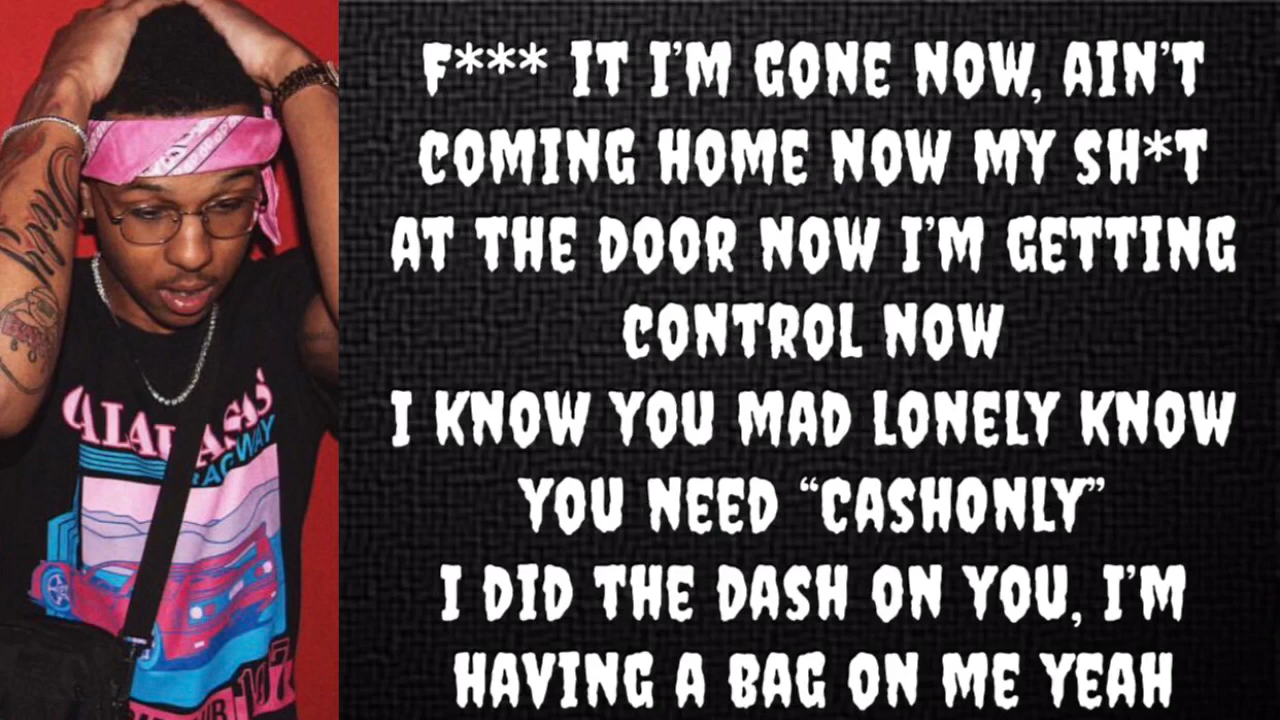 F*** IT I'M GONE NOW, AIN'T
COMING HOME NOW MY SH*T
AT THE DOOR NOW I'M GETTING
CONTROL NOW
I KNOW YOU MAD LONELY KNOW
YOU NEED “CASHONLY”
I DID THE DASH ON YOU, I'M
HAVING A BAG ON ME YEAH
CALABASAS